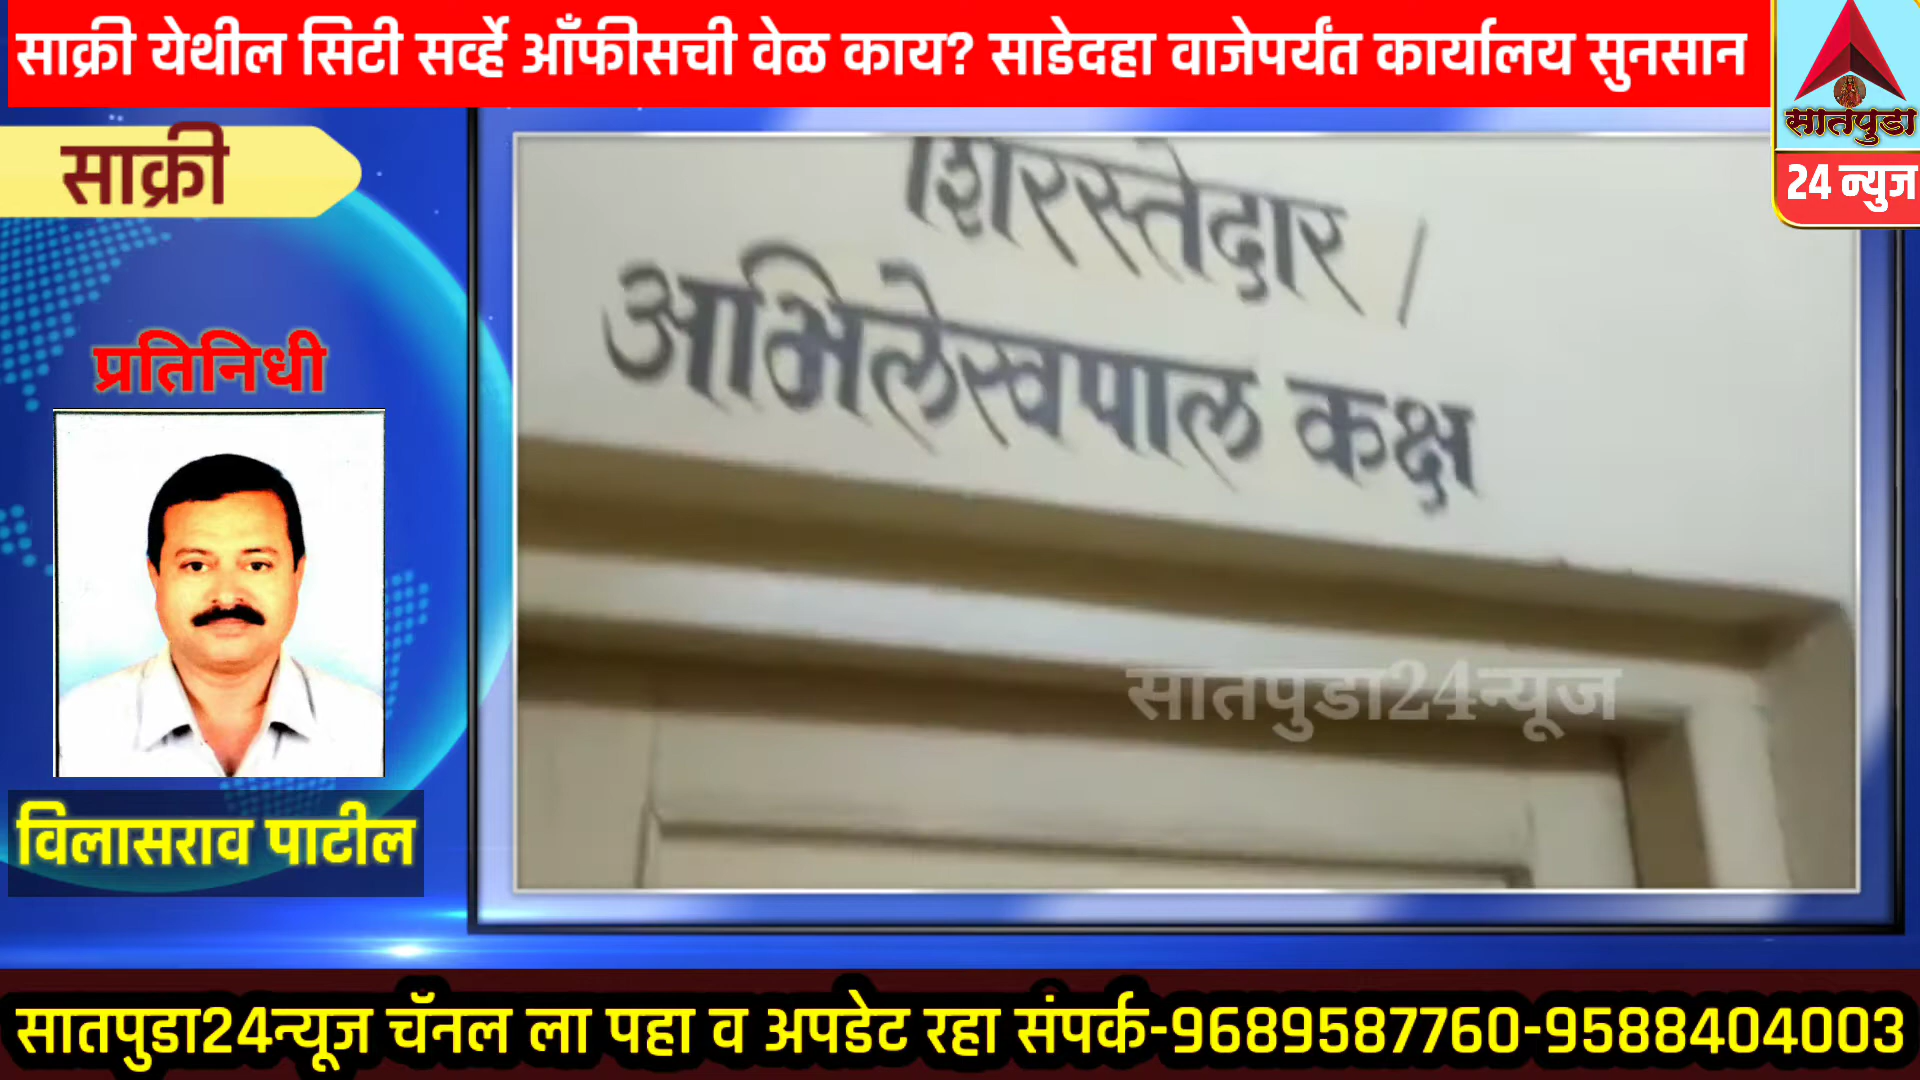 साक्री येथील सिटी सर्व्हे ऑंफीसची वेळ काय? साडेदहा वाजेपर्यंत कार्यालय सुनसान
सातपुडा
24 न्युज
साक्री
शिरस्तेदार /
अभिलेखपाल कक्ष
प्रतिनिधी
सातपुडा24न्यूज
विलासराव पाटील
सातपुडा24न्यूज चॅनल ला पहा व अपडेट रहा संपर्क-9689587760-9588404003